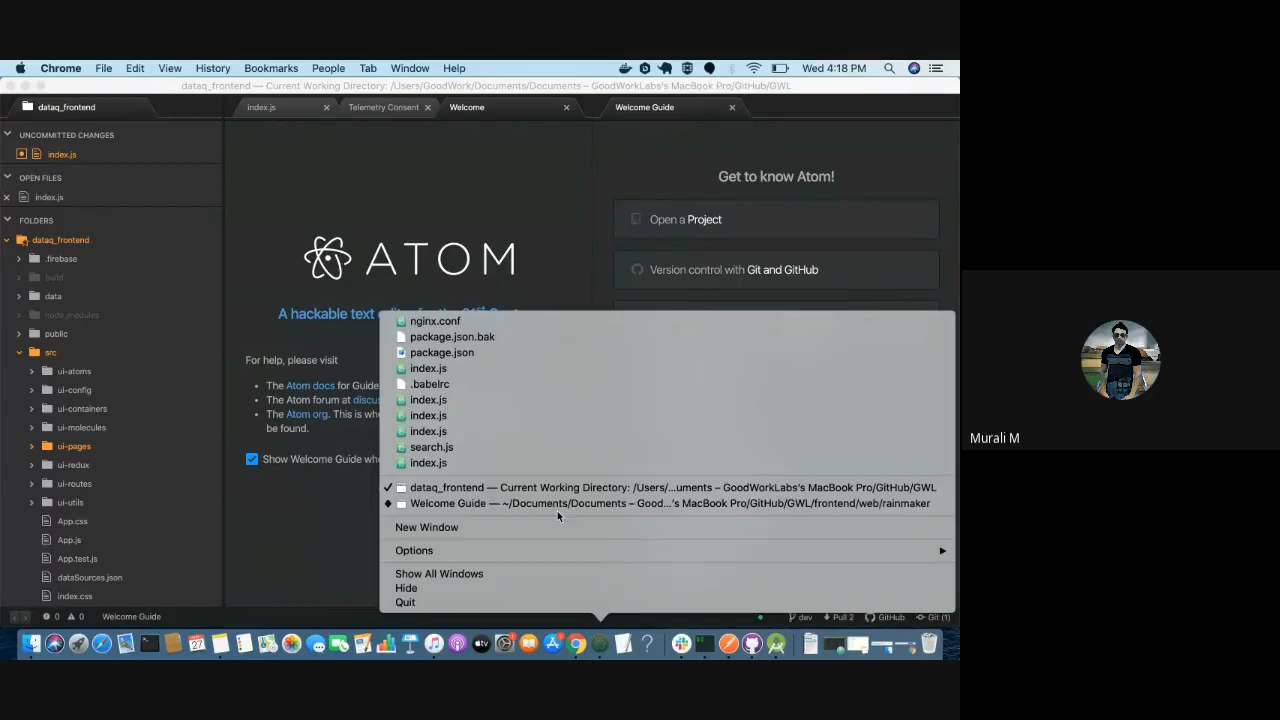 Chrome File Edit View History Bookmarks People Tab Window Help Wed 4:18 PM
dataq_frontend — Current Working Directory: /Users/GoodWork/Documents/Documents – GoodWorkLabs's MacBook Pro/GitHub/GWL
dataq_frontend
index.js
Telemetry Consent
Welcome
Welcome Guide
UNCOMMITTED CHANGES
index.js
OPEN FILES
index.js
FOLDERS
dataq_frontend
.firebase
build
data
node_modules
public
src
ui-atoms
ui-config
ui-containers
ui-molecules
ui-pages
ui-redux
ui-routes
ui-utils
App.css
App.js
App.test.js
dataSources.json
index.css
ATOM
A hackable text
For help, please visit
The Atom docs for Guide
The Atom forum at
The Atom org. This is
be found.
Show Welcome Guide
Get to know Atom!
Open a Project
Version control with Git and GitHub
nginx.conf
package.json.bak
package.json
index.js
.babelrc
index.js
index.js
index.js
search.js
index.js
dataq_frontend — Current Working Directory: /Users/...uments – GoodWorkLabs's MacBook Pro/GitHub/GWL
Welcome Guide — ~/Documents/Documents – Good...'s MacBook Pro/GitHub/GWL/frontend/web/rainmaker
New Window
Options
Show All Windows
Hide
Quit
0 0 Welcome Guide
dev Pull 2 GitHub Git (1)
27
Murali M